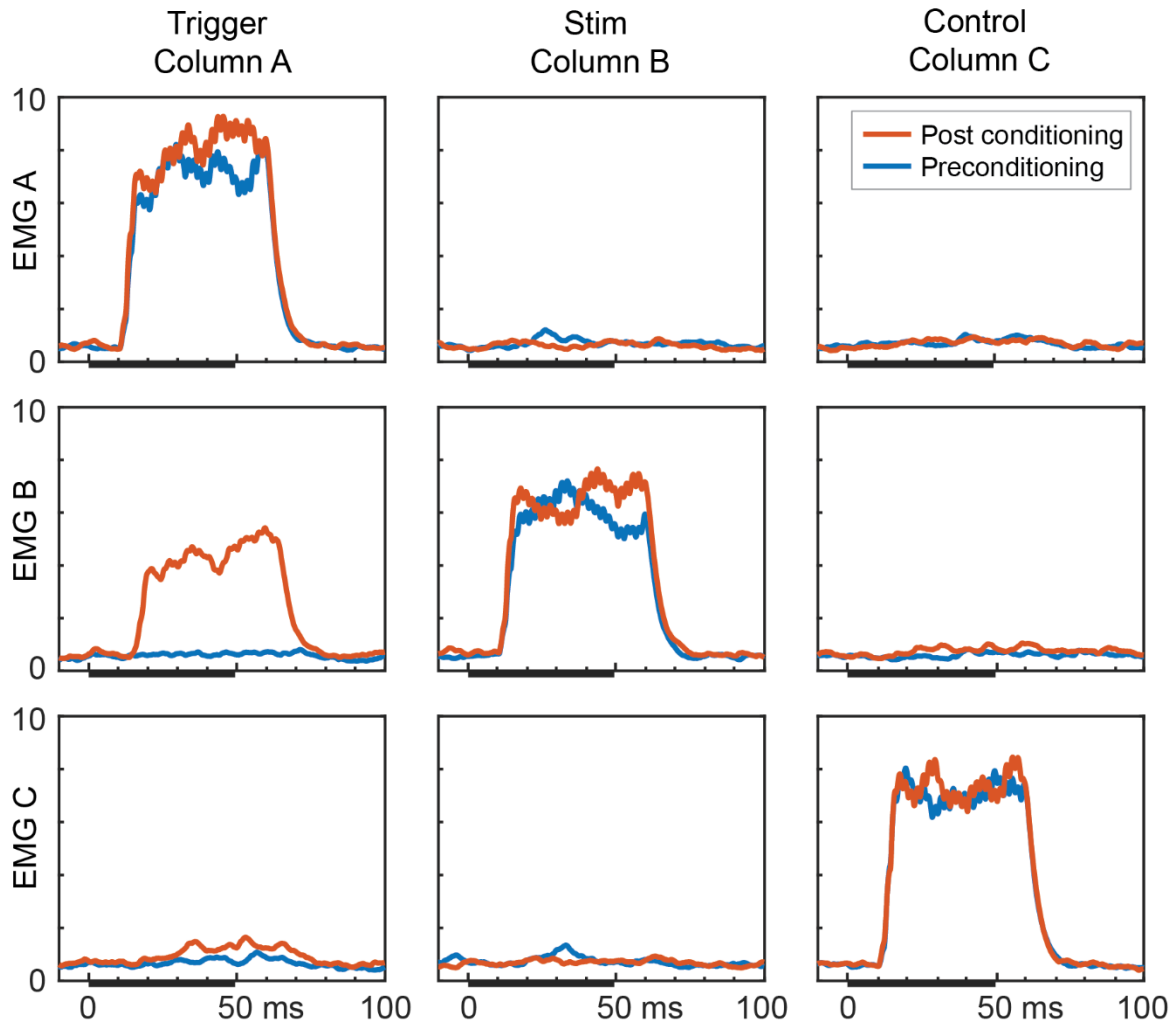 Trigger
Column A
Stim
Column B
Control
Column C
10
EMG A
0
Post conditioning
Preconditioning
10
EMG B
0
10
EMG C
0
0 50 ms 100
0 50 ms 100
0 50 ms 100